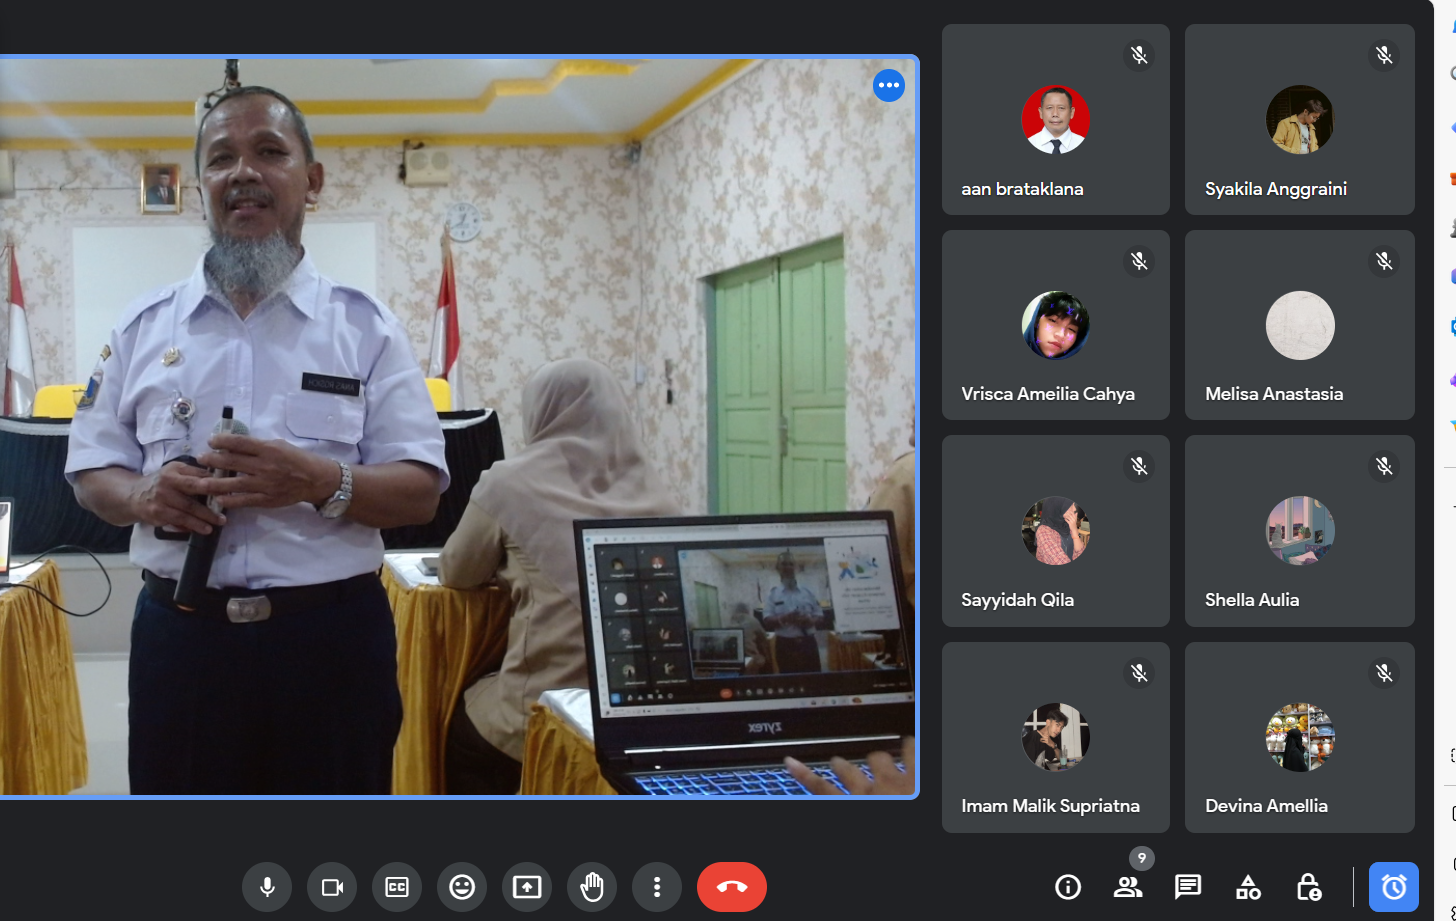 aan brataklana
Syakila Anggraini
Vrisca Ameilia Cahya
Melisa Anastasia
Sayyidah Qila
Shella Aulia
Imam Malik Supriatna
Devina Amellia
zyrex
CC
9